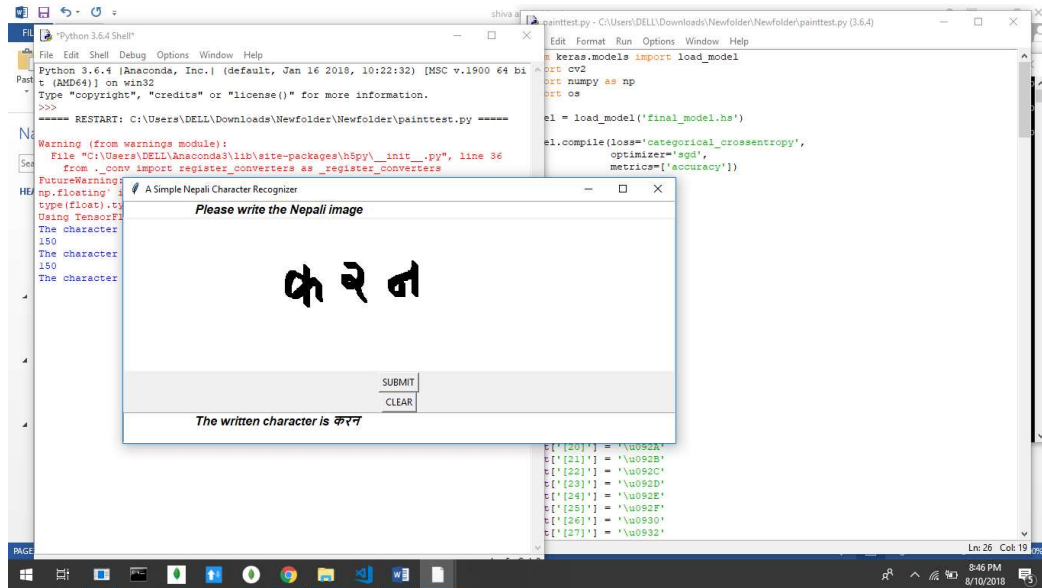 shiva a
FIL
Past
Na
Sea
HEA
PAGE
*Python 3.6.4 Shell*
File Edit Shell Debug Options Window Help
Python 3.6.4 |Anaconda, Inc.| (default, Jan 16 2018, 10:22:32) [MSC v.1900 64 bi
t (AMD64)] on win32
Type "copyright", "credits" or "license()" for more information.
>>>
===== RESTART: C:\Users\DELL\Downloads\Newfolder\Newfolder\painttest.py =====
Warning (from warnings module):
File "C:\Users\DELL\Anaconda3\lib\site-packages\h5py\__init__.py", line 36
from ._conv import register_converters as _register_converters
FutureWarning:
np.floating' i
type(float).ty
Using TensorFl
The character
150
The character
150
The character
A Simple Nepali Character Recognizer
Please write the Nepali image
क र न
SUBMIT
CLEAR
The written character is करन
painttest.py - C:\Users\DELL\Downloads\Newfolder\Newfolder\painttest.py (3.6.4)
Edit Format Run Options Window Help
m keras.models import load_model
ort cv2
ort numpy as np
ort os
el = load_model('final_model.hs')
el.compile(loss='categorical_crossentropy',
optimizer='sgd',
metrics=['accuracy'])
t['[20]'] = '\u092A'
t['[21]'] = '\u092B'
t['[22]'] = '\u092C'
t['[23]'] = '\u092D'
t['[24]'] = '\u092E'
t['[25]'] = '\u092F'
t['[26]'] = '\u0930'
t['[27]'] = '\u0932'
Ln: 26 Col: 19
8:46 PM
8/10/2018